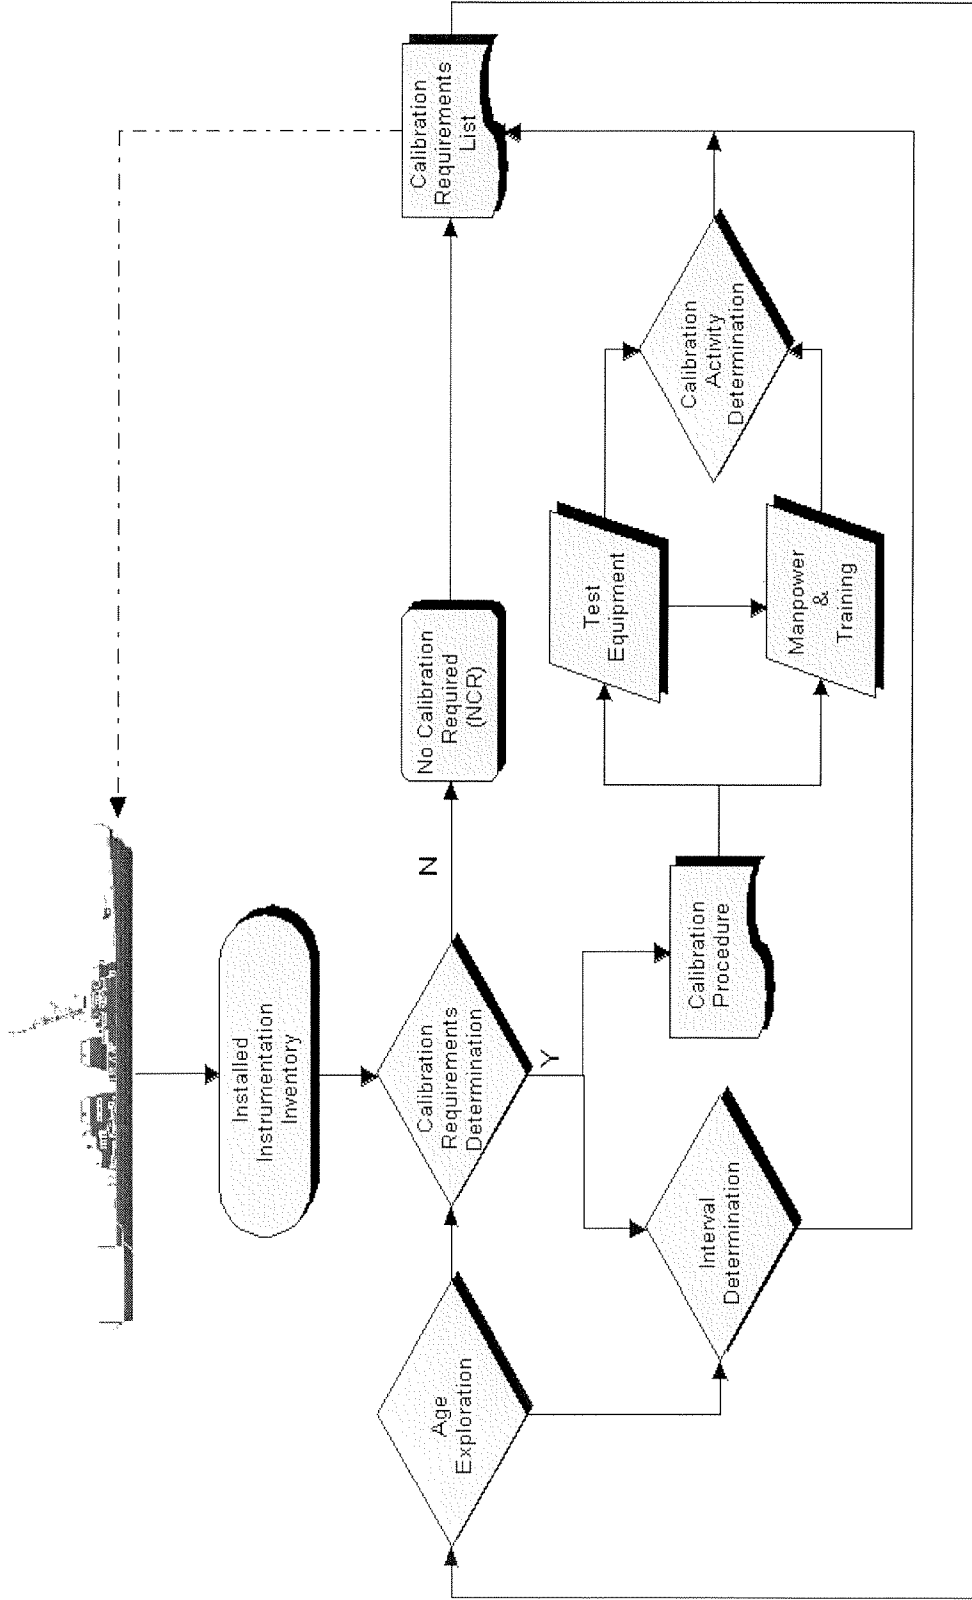 Installed
Instrumentation
Inventory
Age
Exploration
Calibration
Requirements
Determination
N
No Calibration
Required
(NCR)
Calibration
Requirements
List
Y
Interval
Determination
Calibration
Procedure
Test
Equipment
Manpower
&
Training
Calibration
Activity
Determination